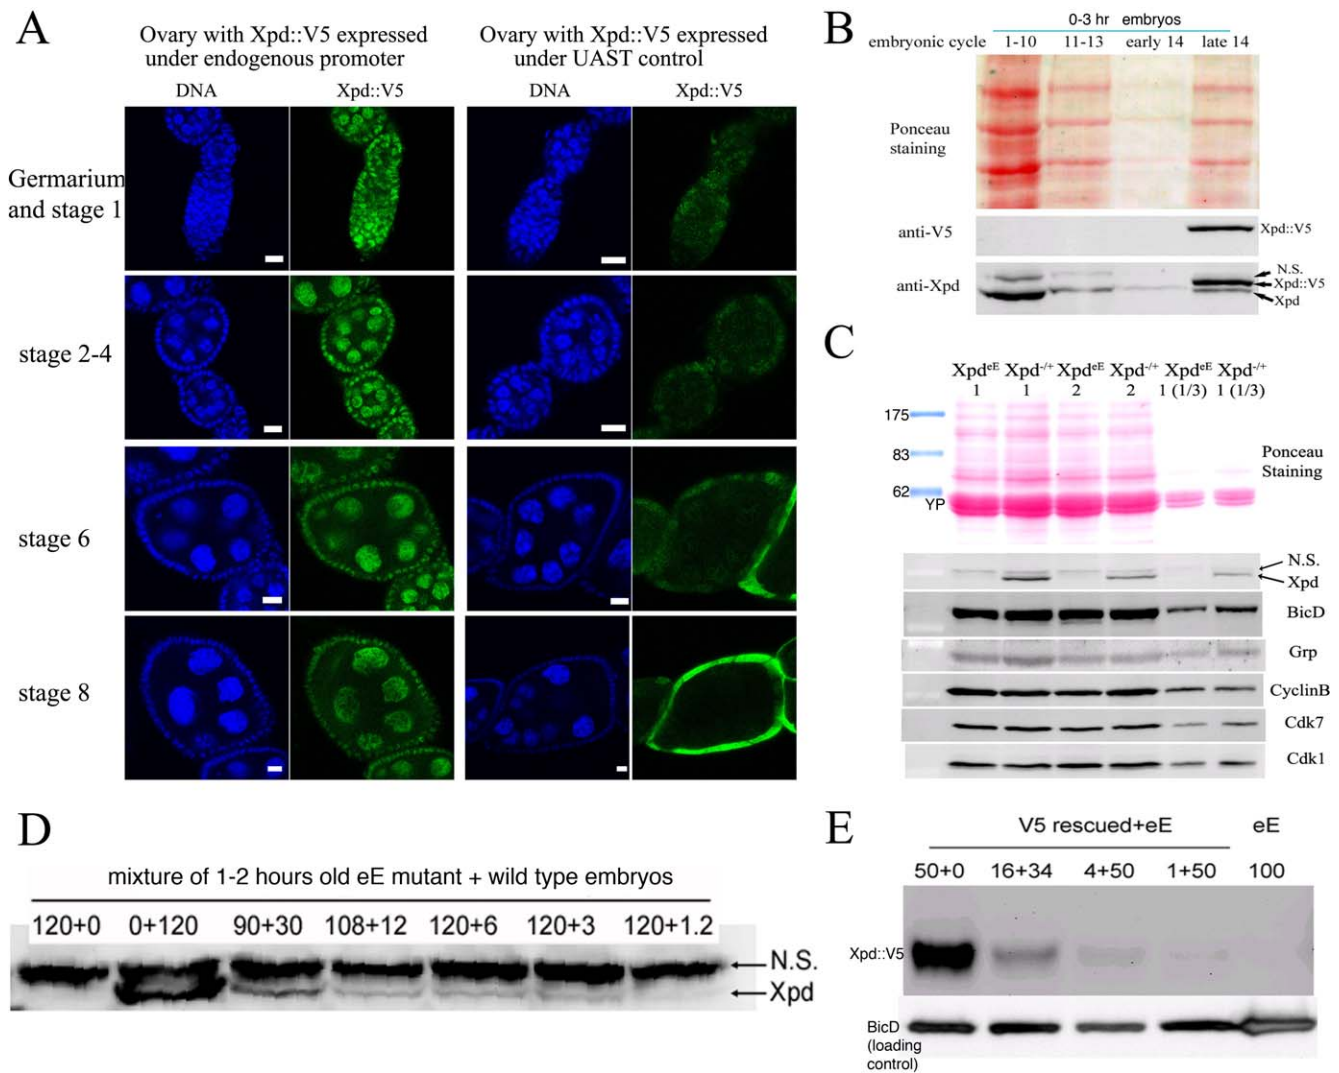 A
Ovary with Xpd::V5 expressed
under endogenous promoter
Ovary with Xpd::V5 expressed
under UAST control
DNA
Xpd::V5
DNA
Xpd::V5
Germarium
and stage 1
stage 2-4
stage 6
stage 8
B
0-3 hr embryos
embryonic cycle 1-10 11-13 early 14 late 14
Ponceau
staining
anti-V5
Xpd::V5
anti-Xpd
N.S.
Xpd::V5
Xpd
C
XpdeE Xpd-/+ XpdeE Xpd-/+ XpdeE Xpd-/+
1 1 2 2 1 (1/3) 1 (1/3)
175
83
62
YP
Ponceau
Staining
N.S.
Xpd
BicD
Grp
CyclinB
Cdk7
Cdk1
D
mixture of 1-2 hours old eE mutant + wild type embryos
120+0 0+120 90+30 108+12 120+6 120+3 120+1.2
N.S.
Xpd
E
V5 rescued+eE eE
50+0 16+34 4+50 1+50 100
Xpd::V5
BicD
(loading
control)